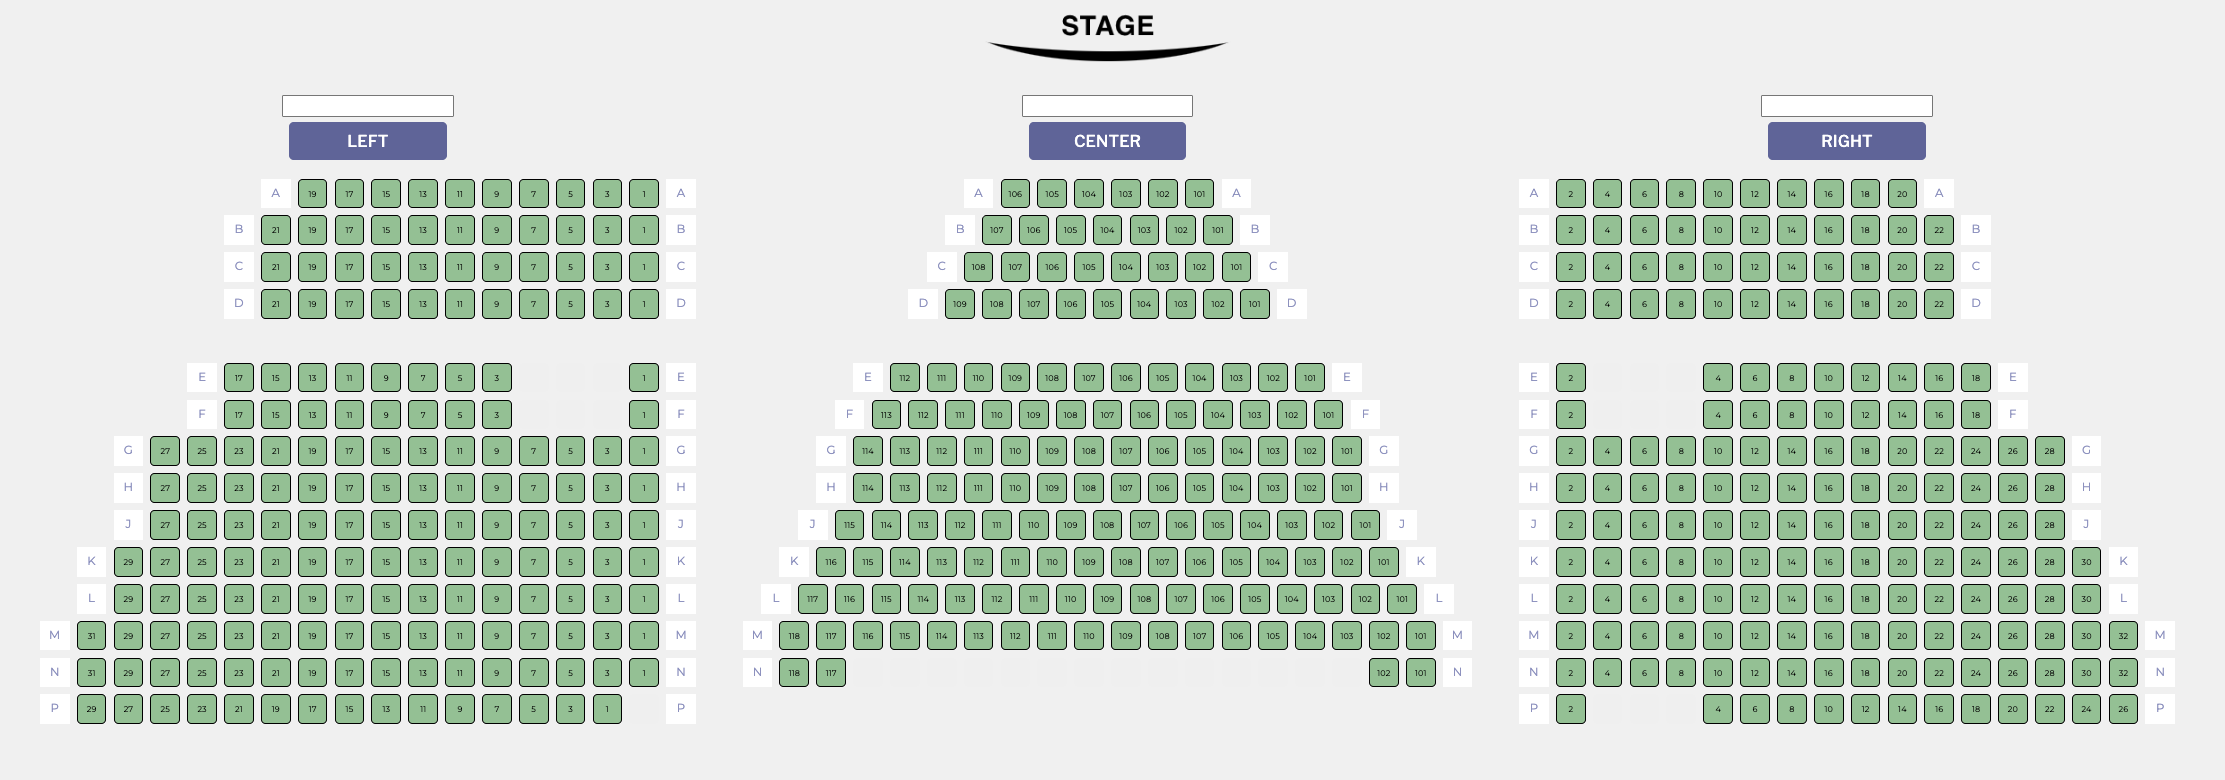 STAGE
LEFT CENTER RIGHT
A 19 17 15 13 11 9 7 5 3 1 A A 106 105 104 103 102 101 A A 2 4 6 8 10 12 14 16 18 20 A
B 21 19 17 15 13 11 9 7 5 3 1 B B 107 106 105 104 103 102 101 B B 2 4 6 8 10 12 14 16 18 20 22 B
C 21 19 17 15 13 11 9 7 5 3 1 C C 108 107 106 105 104 103 102 101 C C 2 4 6 8 10 12 14 16 18 20 22 C
D 21 19 17 15 13 11 9 7 5 3 1 D D 109 108 107 106 105 104 103 102 101 D D 2 4 6 8 10 12 14 16 18 20 22 D
E 17 15 13 11 9 7 5 3 1 E E 112 111 110 109 108 107 106 105 104 103 102 101 E E 2 4 6 8 10 12 14 16 18 E
F 17 15 13 11 9 7 5 3 1 F F 113 112 111 110 109 108 107 106 105 104 103 102 101 F F 2 4 6 8 10 12 14 16 18 F
G 27 25 23 21 19 17 15 13 11 9 7 5 3 1 G G 114 113 112 111 110 109 108 107 106 105 104 103 102 101 G G 2 4 6 8 10 12 14 16 18 20 22 24 26 28 G
H 27 25 23 21 19 17 15 13 11 9 7 5 3 1 H H 114 113 112 111 110 109 108 107 106 105 104 103 102 101 H H 2 4 6 8 10 12 14 16 18 20 22 24 26 28 H
J 27 25 23 21 19 17 15 13 11 9 7 5 3 1 J J 115 114 113 112 111 110 109 108 107 106 105 104 103 102 101 J J 2 4 6 8 10 12 14 16 18 20 22 24 26 28 J
K 29 27 25 23 21 19 17 15 13 11 9 7 5 3 1 K K 116 115 114 113 112 111 110 109 108 107 106 105 104 103 102 101 K K 2 4 6 8 10 12 14 16 18 20 22 24 26 28 30 K
L 29 27 25 23 21 19 17 15 13 11 9 7 5 3 1 L L 117 116 115 114 113 112 111 110 109 108 107 106 105 104 103 102 101 L L 2 4 6 8 10 12 14 16 18 20 22 24 26 28 30 L
M 31 29 27 25 23 21 19 17 15 13 11 9 7 5 3 1 M M 118 117 116 115 114 113 112 111 110 109 108 107 106 105 104 103 102 101 M M 2 4 6 8 10 12 14 16 18 20 22 24 26 28 30 32 M
N 31 29 27 25 23 21 19 17 15 13 11 9 7 5 3 1 N N 118 117 102 101 N N 2 4 6 8 10 12 14 16 18 20 22 24 26 28 30 32 N
P 29 27 25 23 21 19 17 15 13 11 9 7 5 3 1 P P 2 4 6 8 10 12 14 16 18 20 22 24 26 P